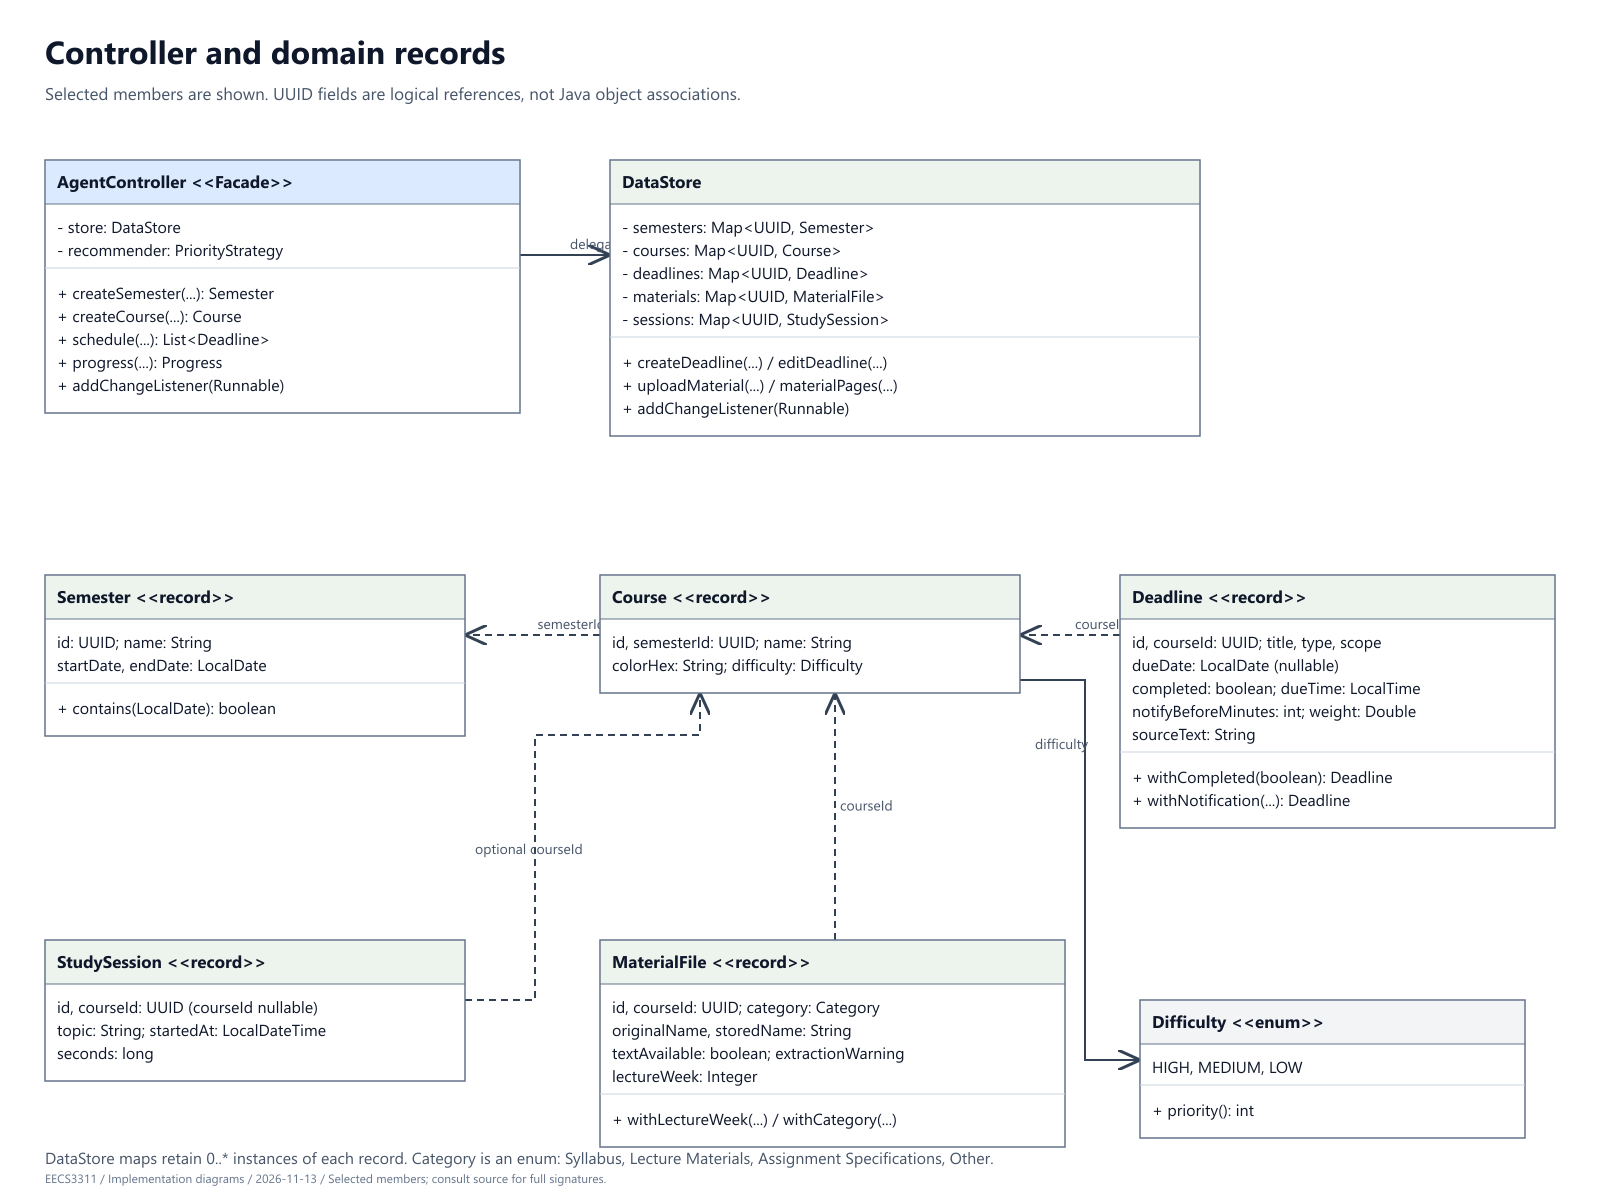 Controller and domain records
Selected members are shown. UUID fields are logical references, not Java object associations.
AgentController <<Facade>>
- store: DataStore
- recommender: PriorityStrategy
+ createSemester(...): Semester
+ createCourse(...): Course
+ schedule(...): List<Deadline>
+ progress(...): Progress
+ addChangeListener(Runnable)
DataStore
- semesters: Map<UUID, Semester>
- courses: Map<UUID, Course>
- deadlines: Map<UUID, Deadline>
- materials: Map<UUID, MaterialFile>
- sessions: Map<UUID, StudySession>
+ createDeadline(...) / editDeadline(...)
+ uploadMaterial(...) / materialPages(...)
+ addChangeListener(Runnable)
Semester <<record>>
id: UUID; name: String
startDate, endDate: LocalDate
+ contains(LocalDate): boolean
semesterId
Course <<record>>
id, semesterId: UUID; name: String
colorHex: String; difficulty: Difficulty
Deadline <<record>>
id, courseId: UUID; title, type, scope
dueDate: LocalDate (nullable)
completed: boolean; dueTime: LocalTime
notifyBeforeMinutes: int; weight: Double
sourceText: String
+ withCompleted(boolean): Deadline
+ withNotification(...): Deadline
difficulty
courseId
optional courseId
StudySession <<record>>
id, courseId: UUID (courseId nullable)
topic: String; startedAt: LocalDateTime
seconds: long
MaterialFile <<record>>
id, courseId: UUID; category: Category
originalName, storedName: String
textAvailable: boolean; extractionWarning
lectureWeek: Integer
+ withLectureWeek(...) / withCategory(...)
Difficulty <<enum>>
HIGH, MEDIUM, LOW
+ priority(): int
DataStore maps retain 0..* instances of each record. Category is an enum: Syllabus, Lecture Materials, Assignment Specifications, Other.
EECS3311 / Implementation diagrams / 2026-11-13 / Selected members; consult source for full signatures.